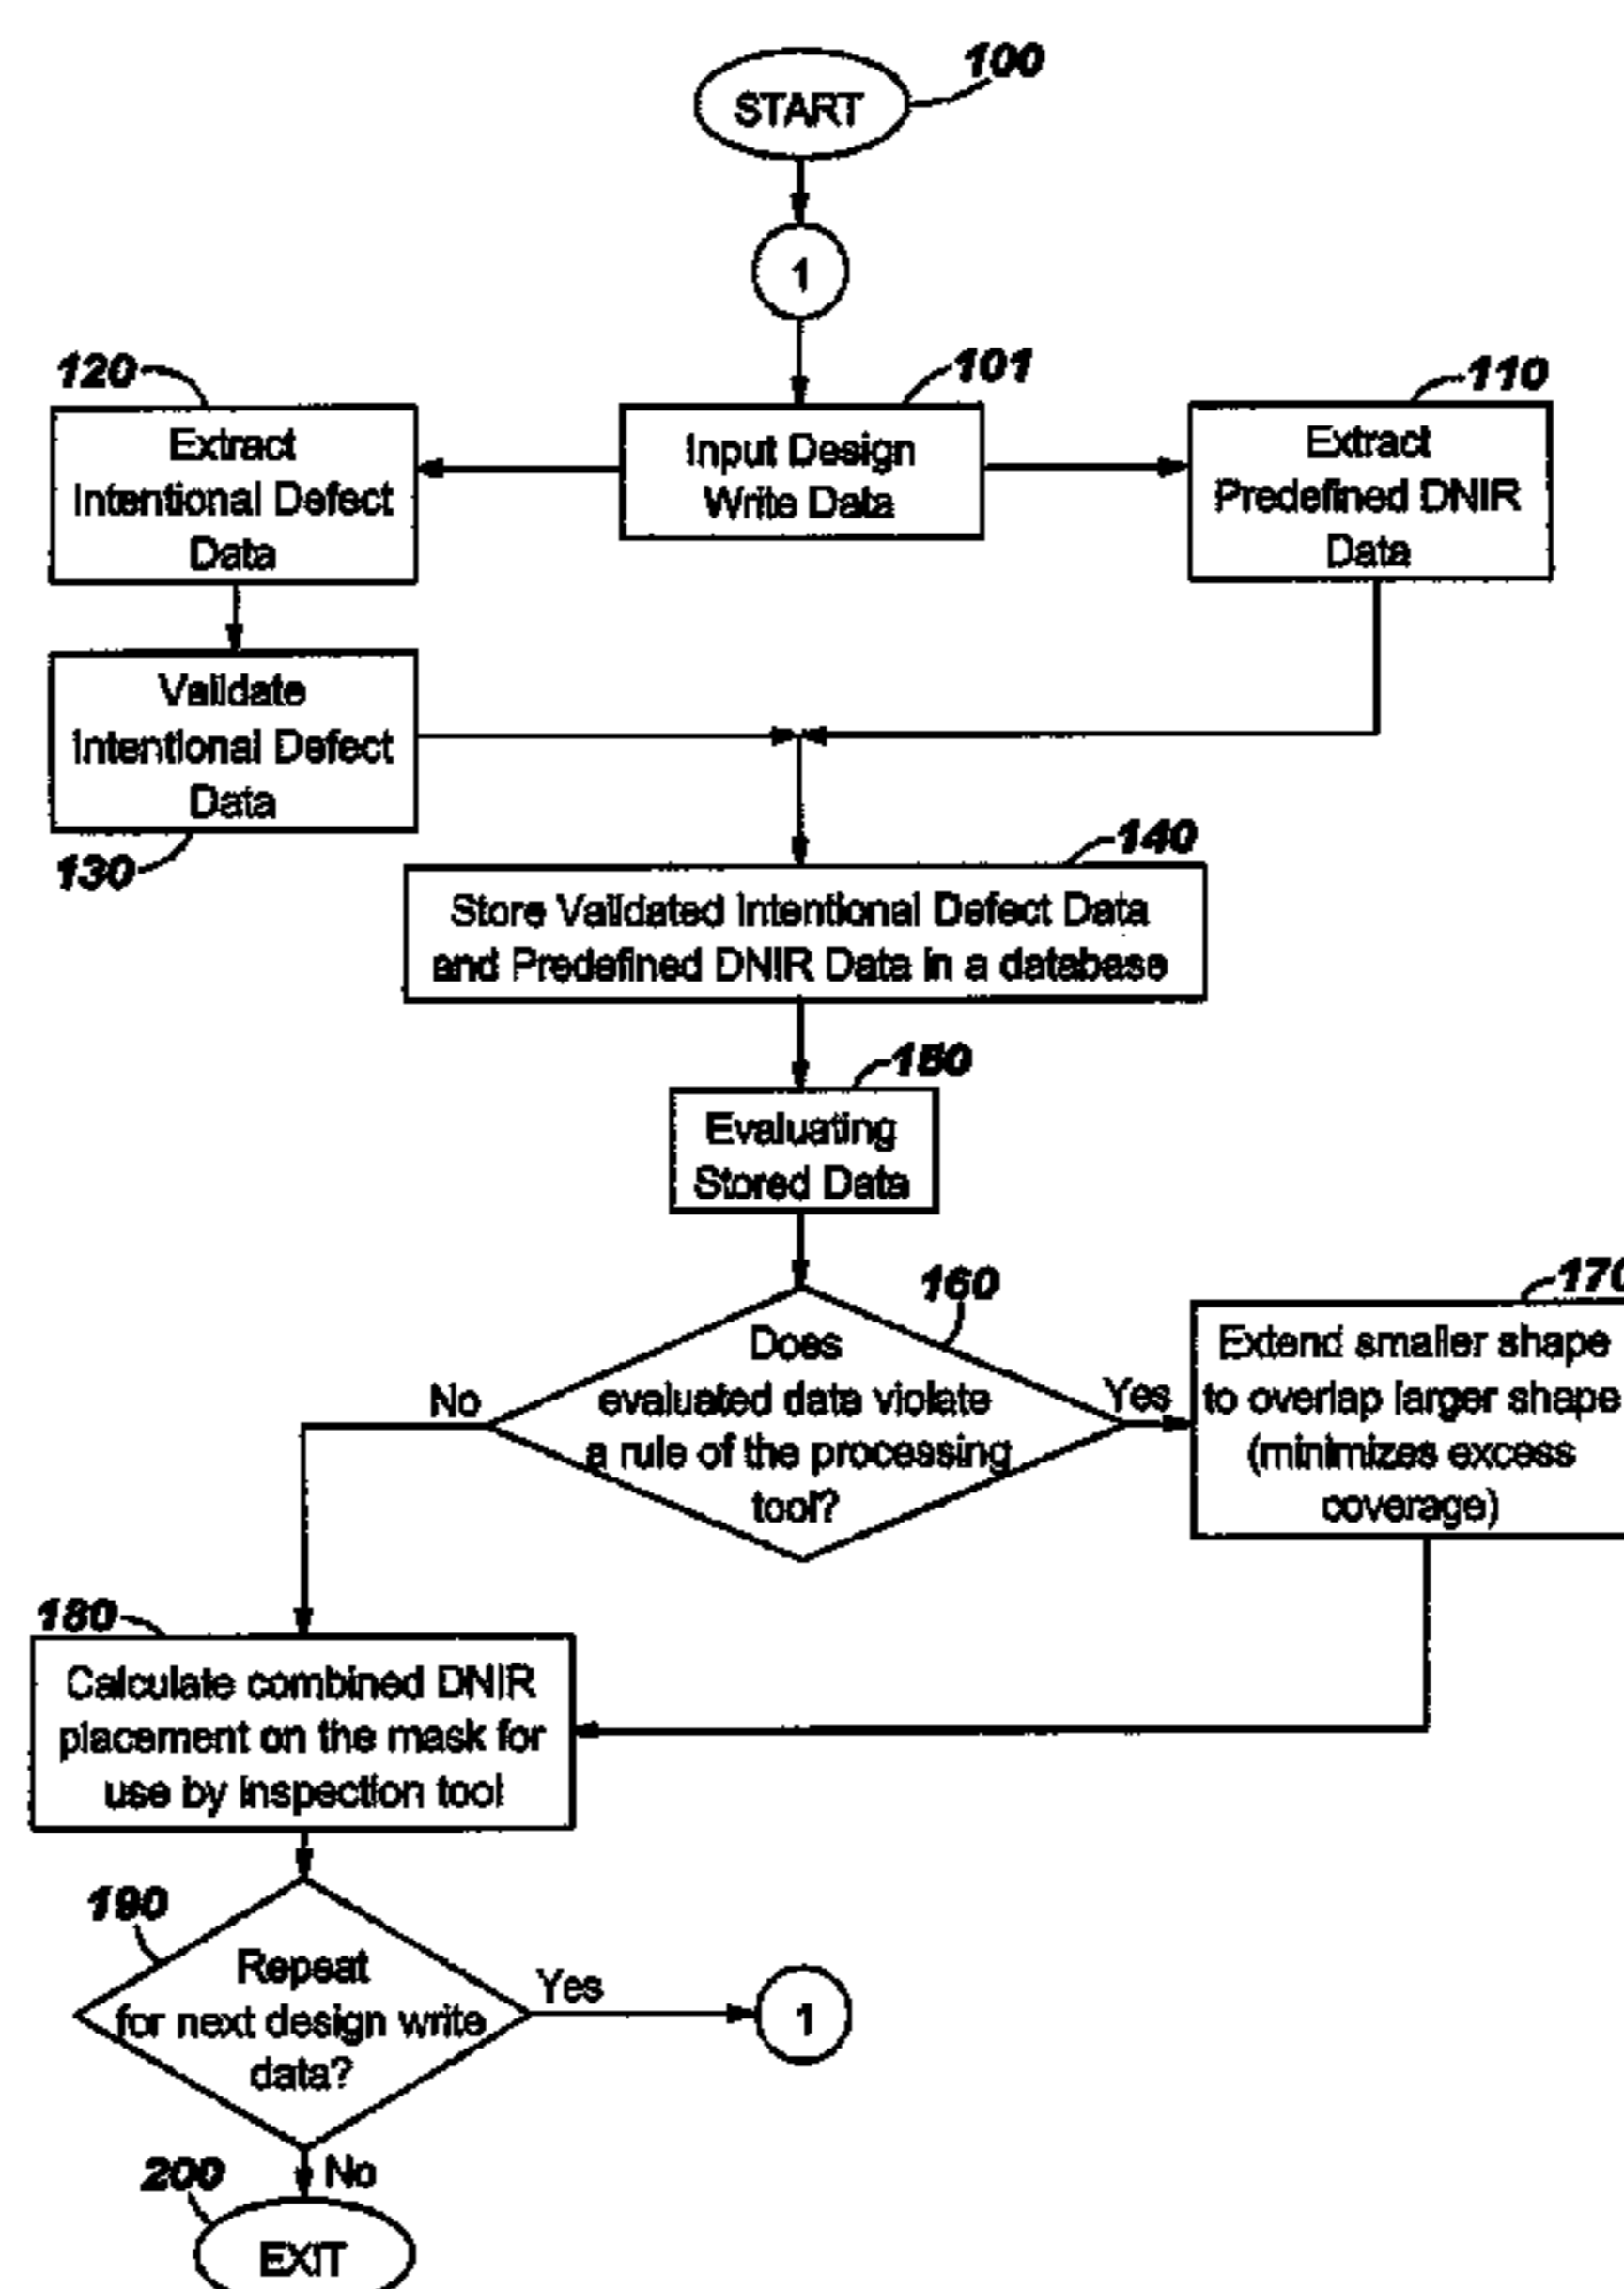 100
START
1
120
101
110
Extract
Intentional Defect
Data
Input Design
Write Data
Extract
Predefined DNIR
Data
Validate
Intentional Defect
Data
130
140
Store Validated Intentional Defect Data
and Predefined DNIR Data in a database
150
Evaluating
Stored Data
160
Does
evaluated data violate
a rule of the processing
tool?
No
Yes
170
Extend smaller shape
to overlap larger shape
(minimizes excess
coverage)
180
Calculate combined DNIR
placement on the mask for
use by inspection tool
190
Repeat
for next design write
data?
Yes
1
No
200
EXIT